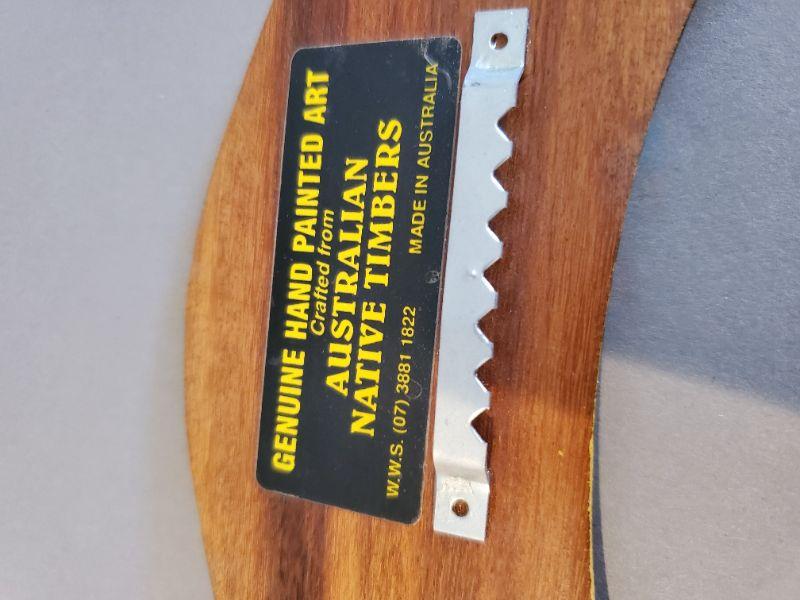 GENUINE HAND PAINTED ART
Crafted from
AUSTRALIAN
NATIVE TIMBERS
W.W.S. (07) 3881 1822 MADE IN AUSTRALIA